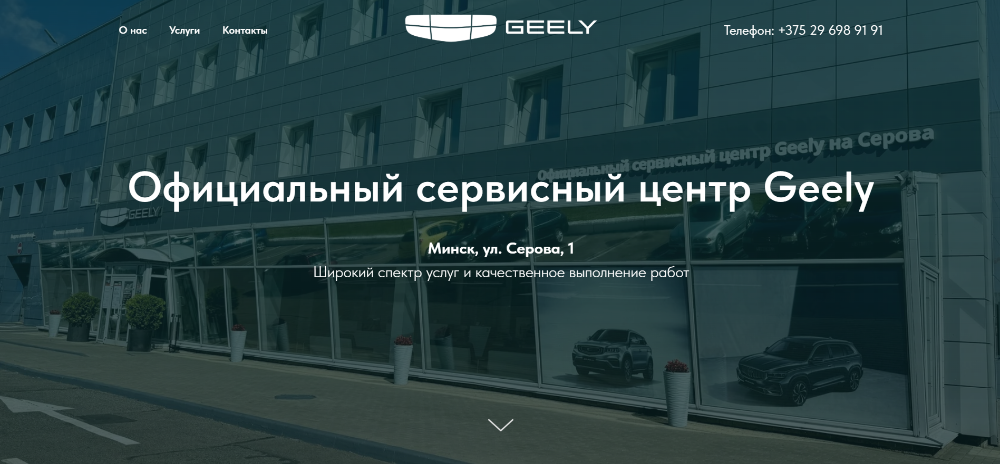 О нас
Услуги
Контакты
GEELY
Телефон: +375 29 698 91 91
Официальный сервисный центр Geely на Серова
Официальный сервисный центр Geely
GEELY
Минск, ул. Серова, 1
Широкий спектр услуг и качественное выполнение работ